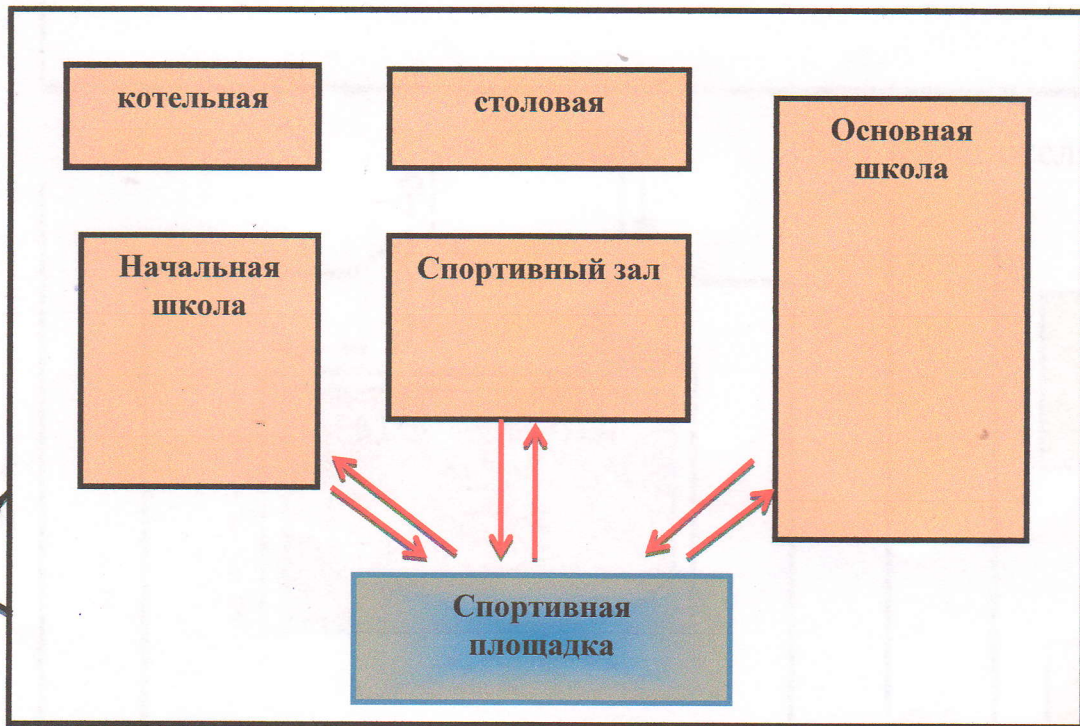 котельная
столовая
Основная
школа
Начальная
школа
Спортивный зал
Спортивная
площадка